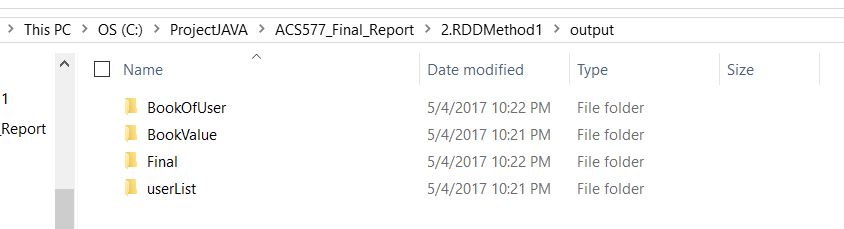 This PC > OS (C:) > ProjectJAVA > ACS577_Final_Report > 2.RDDMethod1 > output
Name Date modified Type Size
1
_Report
BookOfUser 5/4/2017 10:22 PM File folder
BookValue 5/4/2017 10:21 PM File folder
Final 5/4/2017 10:22 PM File folder
userList 5/4/2017 10:21 PM File folder